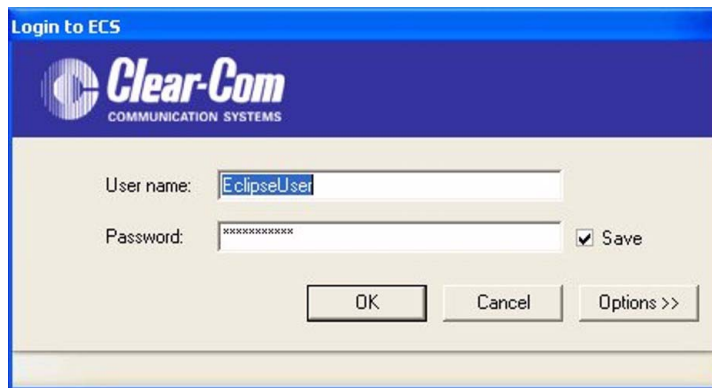 Login to ECS
Clear-Com
COMMUNICATION SYSTEMS
User name: EclipseUser
Password: ×××××××××××
Save
OK Cancel Options >>